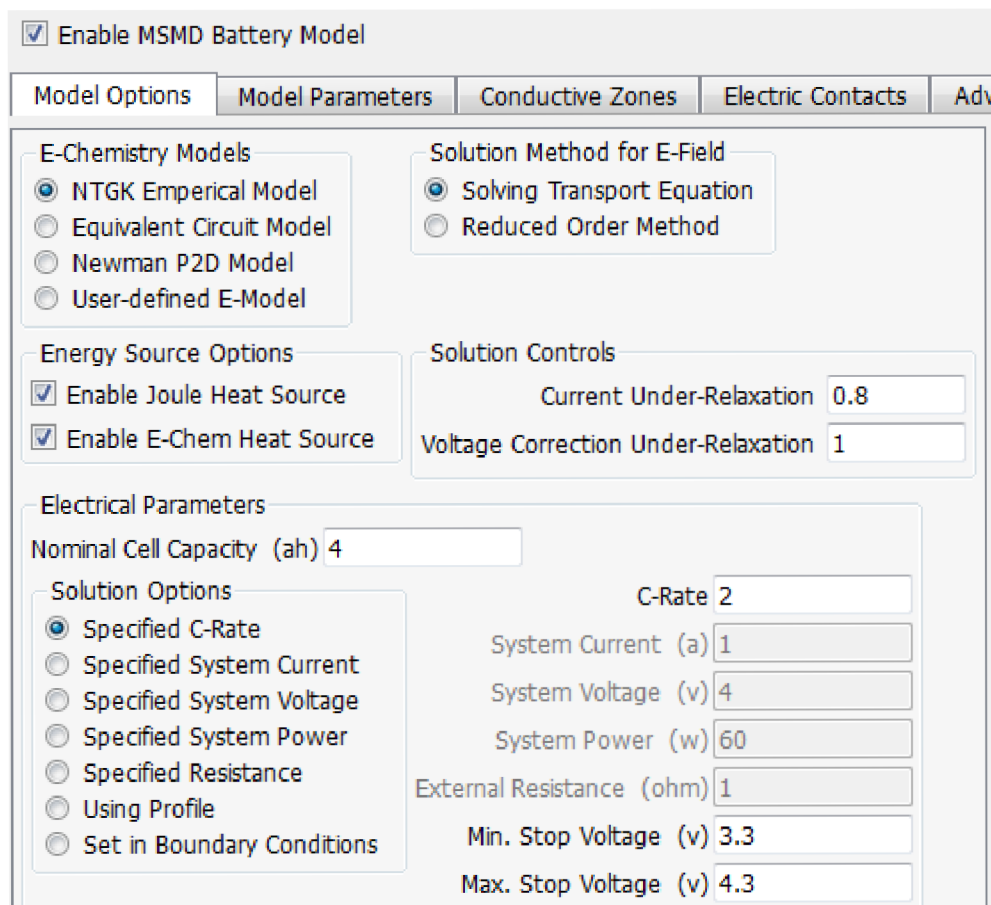 Enable MSMD Battery Model
Model Options Model Parameters Conductive Zones Electric Contacts
E-Chemistry Models
NTGK Emperical Model
Equivalent Circuit Model
Newman P2D Model
User-defined E-Model
Solution Method for E-Field
Solving Transport Equation
Reduced Order Method
Energy Source Options
Enable Joule Heat Source
Enable E-Chem Heat Source
Solution Controls
Current Under-Relaxation 0.8
Voltage Correction Under-Relaxation 1
Electrical Parameters
Nominal Cell Capacity (ah) 4
Solution Options
Specified C-Rate
Specified System Current
Specified System Voltage
Specified System Power
Specified Resistance
Using Profile
Set in Boundary Conditions
C-Rate 2
System Current (a) 1
System Voltage (v) 4
System Power (w) 60
External Resistance (ohm) 1
Min. Stop Voltage (v) 3.3
Max. Stop Voltage (v) 4.3